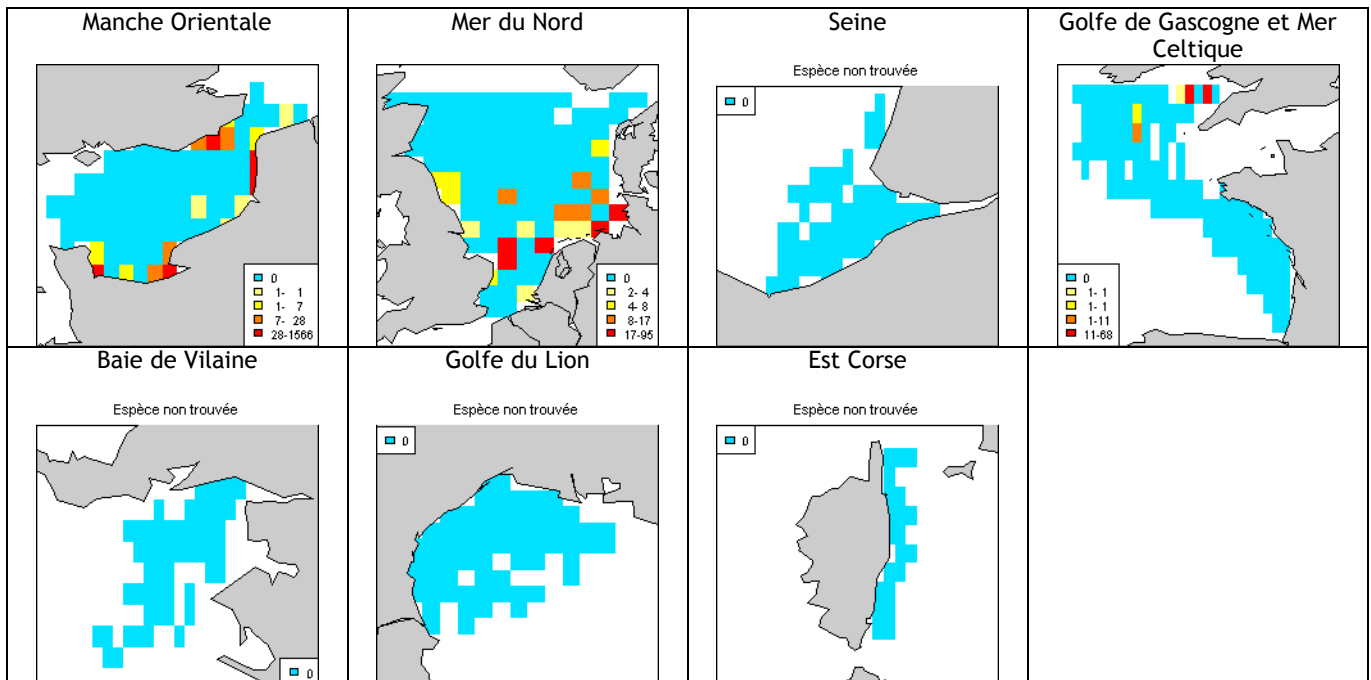 Manche Orientale
0
1- 1
1- 7
7- 28
28-1566
Mer du Nord
0
2- 4
4- 8
8-17
17-95
Seine
Espèce non trouvée
0
Golfe de Gascogne et Mer
Celtique
0
1- 1
1- 1
1-11
11-68
Baie de Vilaine
Espèce non trouvée
0
Golfe du Lion
Espèce non trouvée
0
Est Corse
Espèce non trouvée
0